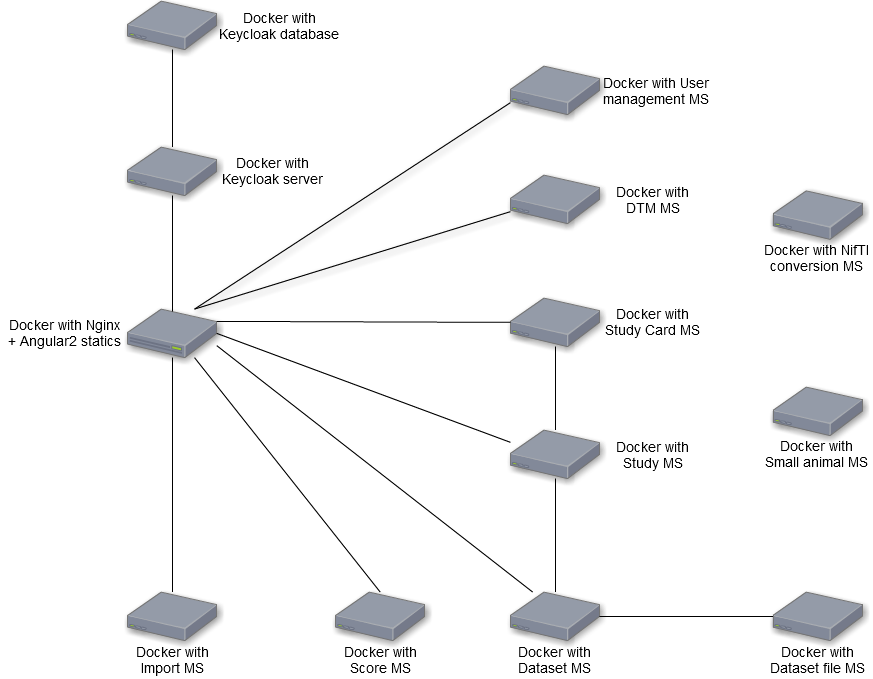 Docker with
Keycloak database
Docker with User
management MS
Docker with
Keycloak server
Docker with
DTM MS
Docker with NifTI
conversion MS
Docker with Nginx
+ Angular2 statics
Docker with
Study Card MS
Docker with
Study MS
Docker with
Small animal MS
Docker with
Import MS
Docker with
Score MS
Docker with
Dataset MS
Docker with
Dataset file MS